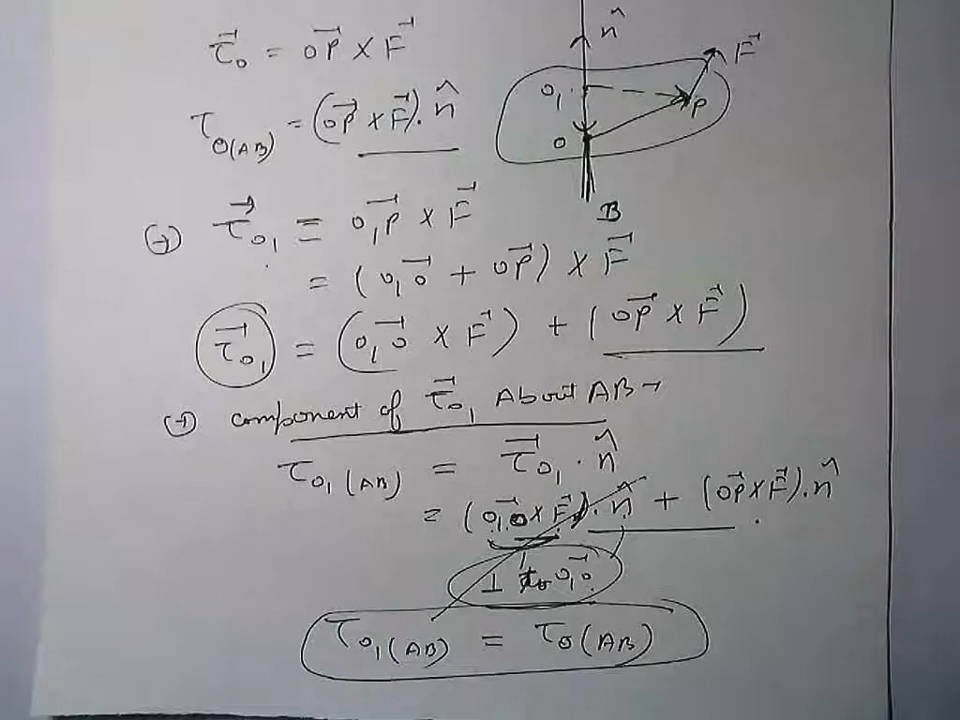 τ⃗₀ = OP⃗ × F⃗
τ_O(AB) = (OP⃗ × F⃗). n̂
n̂
F⃗
O₁
P
O
B
(→) τ⃗_O₁ = O₁P⃗ × F⃗
= (O₁O⃗ + OP⃗) × F⃗
τ⃗_O₁ = (O₁O⃗ × F⃗) + (OP⃗ × F⃗)
(→) component of τ⃗_O₁ About AB →
τ_O₁(AB) = τ⃗_O₁ . n̂
= (O₁O⃗ × F⃗). n̂ + (OP⃗ × F⃗). n̂
⊥ to O₁O⃗
τ_O₁(AB) = τ_O(AB)